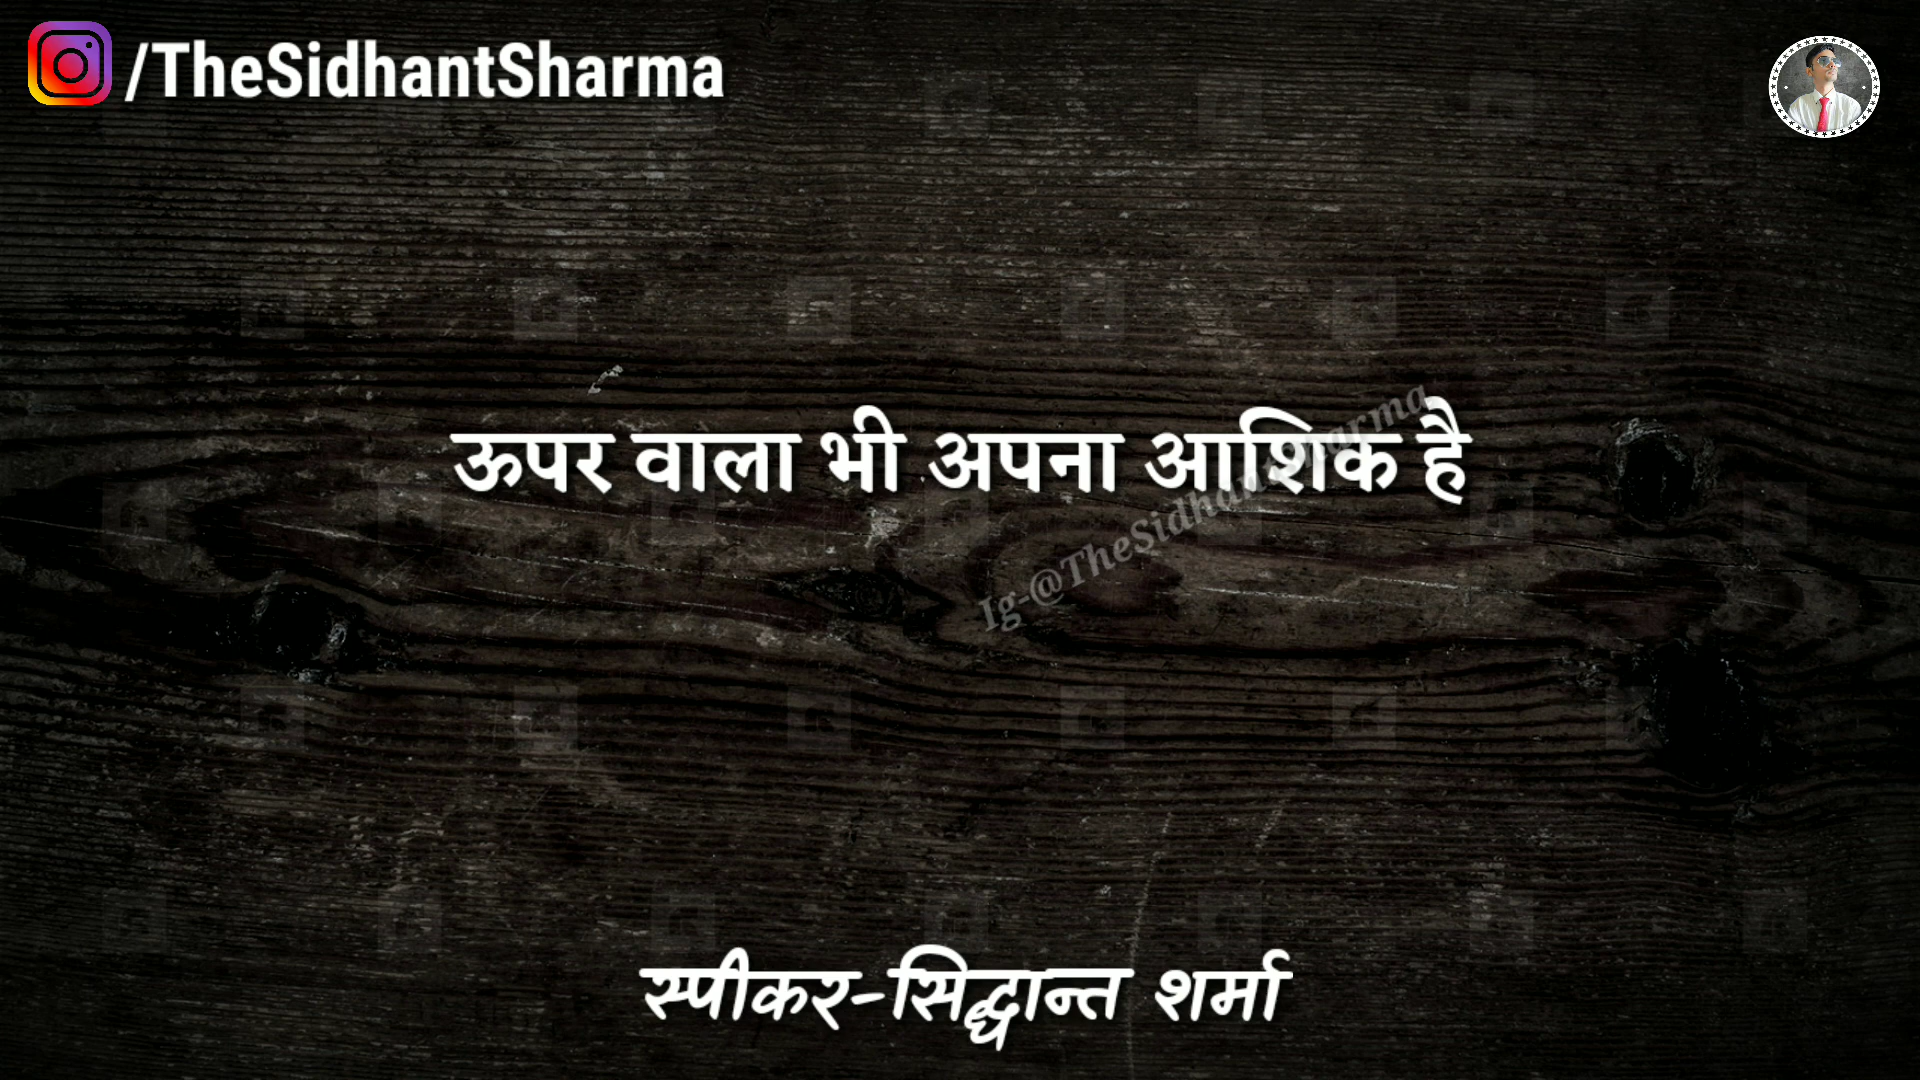 /TheSidhantSharma
ऊपर वाला भी अपना आशिक है
Ig-@TheSidhantSharma
स्पीकर-सिद्धान्त शर्मा